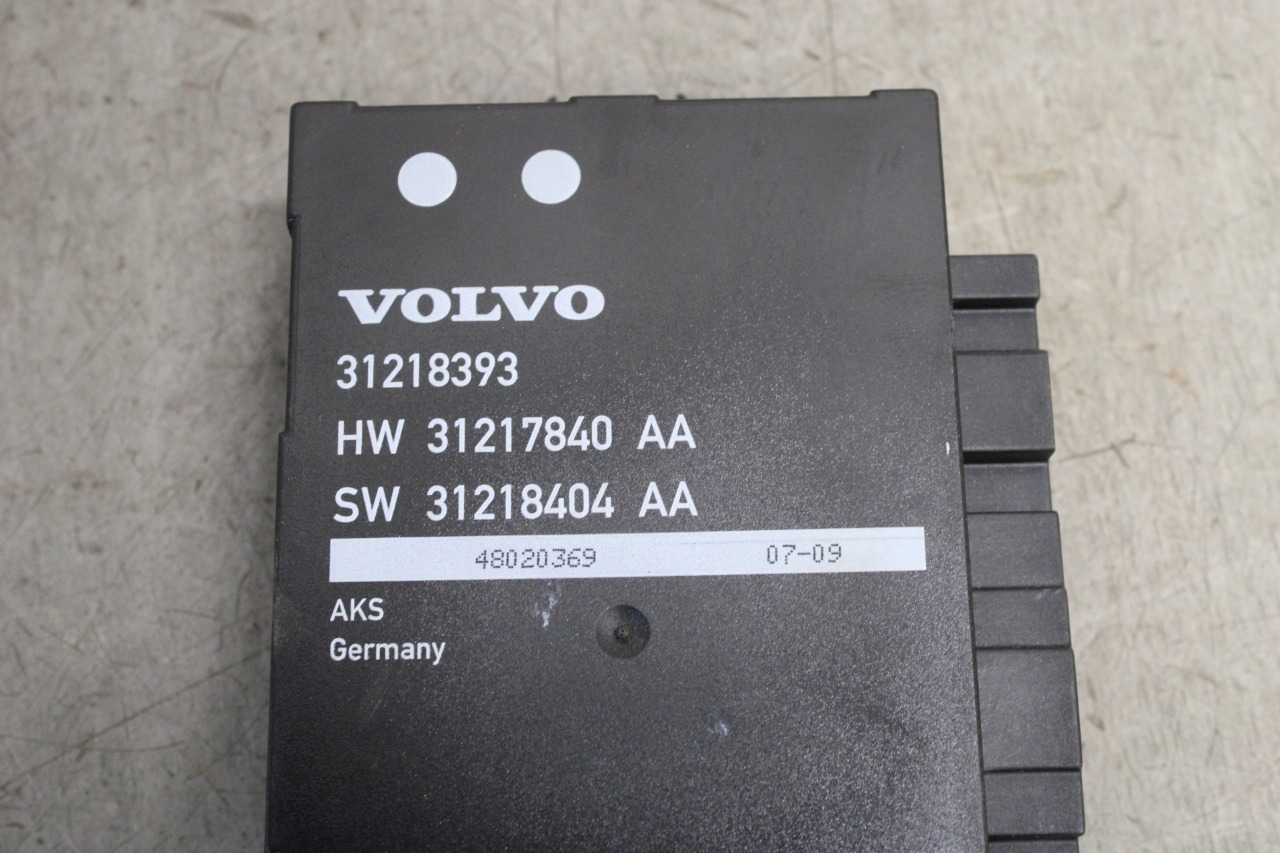 VOLVO
31218393
HW 31217840 AA
SW 31218404 AA
48020369 07-09
AKS
Germany